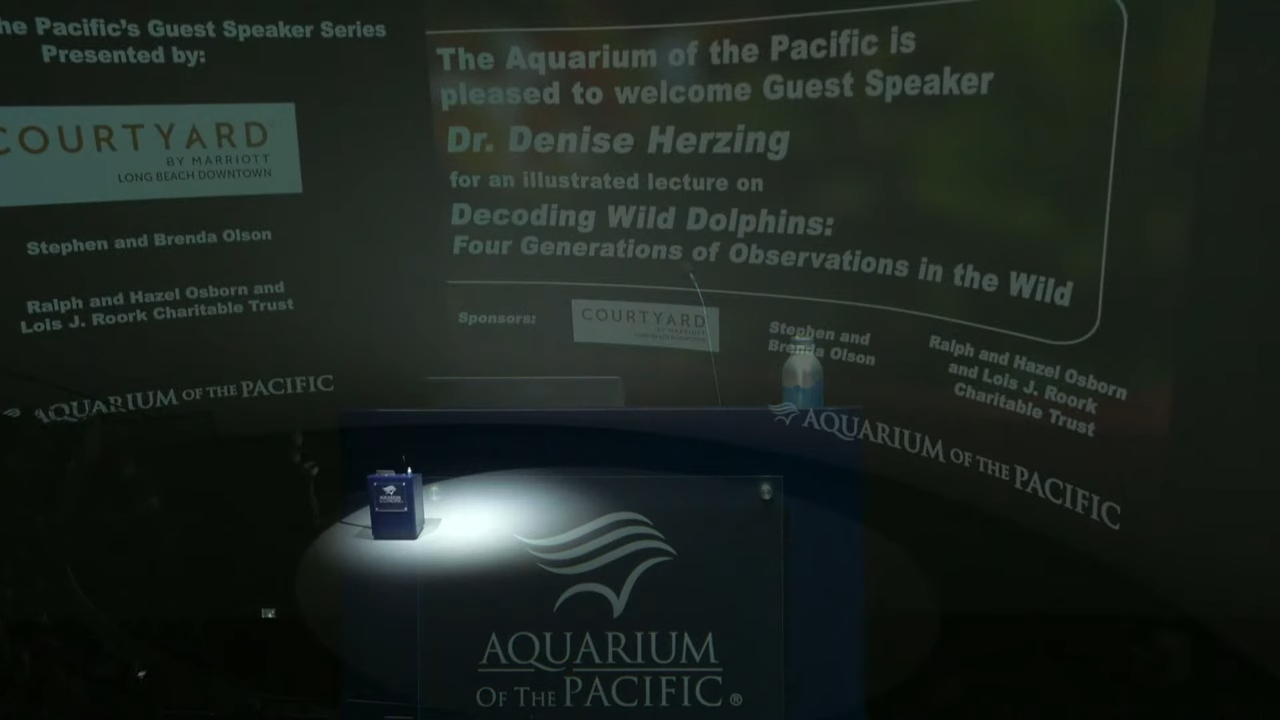 he Pacific's Guest Speaker Series
Presented by:
COURTYARD
BY MARRIOTT
LONG BEACH DOWNTOWN
Stephen and Brenda Olson
Ralph and Hazel Osborn and
Lois J. Roork Charitable Trust
AQUARIUM OF THE PACIFIC
The Aquarium of the Pacific is
pleased to welcome Guest Speaker
Dr. Denise Herzing
for an illustrated lecture on
Decoding Wild Dolphins:
Four Generations of Observations in the Wild
Sponsors:
COURTYARD
BY MARRIOTT
Stephen and
Brenda Olson
Ralph and Hazel Osborn
and Lois J. Roork
Charitable Trust
AQUARIUM OF THE PACIFIC
AQUARIUM
OF THE PACIFIC®